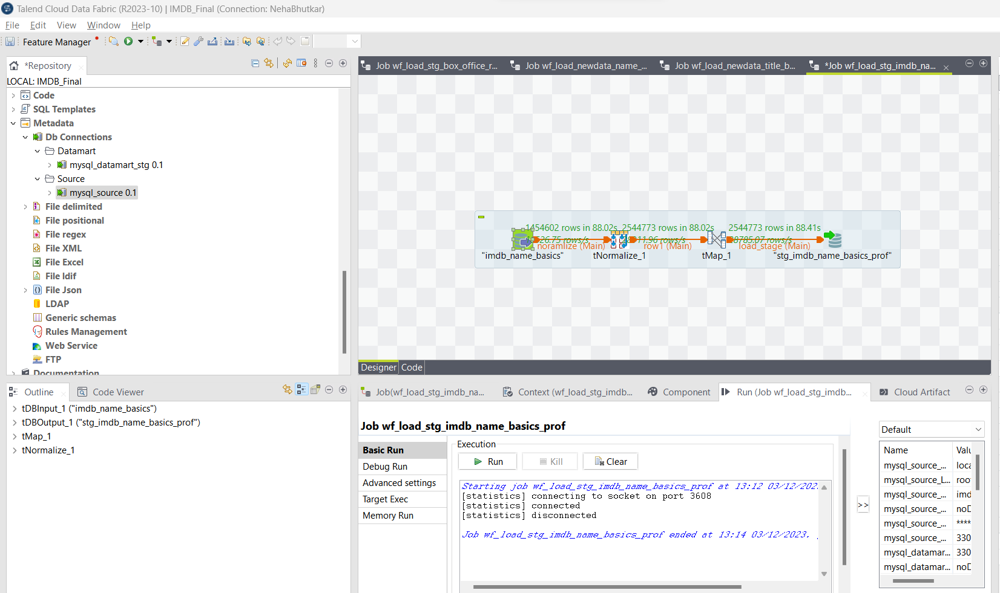 Talend Cloud Data Fabric (R2023-10) | IMDB_Final (Connection: NehaBhutkar)
File Edit View Window Help
Feature Manager
*Repository
LOCAL: IMDB_Final
Code
SQL Templates
Metadata
Db Connections
Datamart
mysql_datamart_stg 0.1
Source
mysql_source 0.1
File delimited
File positional
File regex
File XML
File Excel
File ldif
File Json
LDAP
Generic schemas
Rules Management
Web Service
FTP
Documentation
Job wf_load_stg_box_office_r... Job wf_load_newdata_name_... Job wf_load_newdata_title_b... *Job wf_load_stg_imdb_na...
1454602 rows in 88.02s 2544773 rows in 88.02s 2544773 rows in 88.41s
rows/s 11.96 rows/s 8785.07 rows/s
noramlize (Main) row1 (Main) load_stage (Main)
"imdb_name_basics" tNormalize_1 tMap_1 "stg_imdb_name_basics_prof"
Designer Code
Outline Code Viewer
tDBInput_1 ("imdb_name_basics")
tDBOutput_1 ("stg_imdb_name_basics_prof")
tMap_1
tNormalize_1
Job(wf_load_stg_imdb_na... Context (wf_load_stg_imdb... Component Run (Job wf_load_stg_imdb... Cloud Artifact
Job wf_load_stg_imdb_name_basics_prof
Basic Run
Debug Run
Advanced settings
Target Exec
Memory Run
Execution
Run Kill Clear
Starting job wf_load_stg_imdb_name_basics_prof at 13:12 03/12/202
[statistics] connecting to socket on port 3608
[statistics] connected
[statistics] disconnected
Job wf_load_stg_imdb_name_basics_prof ended at 13:14 03/12/2023.
>>
Default
Name Valu
mysql_source_... loca
mysql_source_L... roo
mysql_source_... imd
mysql_source_... noD
mysql_source_... ****
mysql_source_... 330
mysql_datamar... 330
mysql_datamar... noD